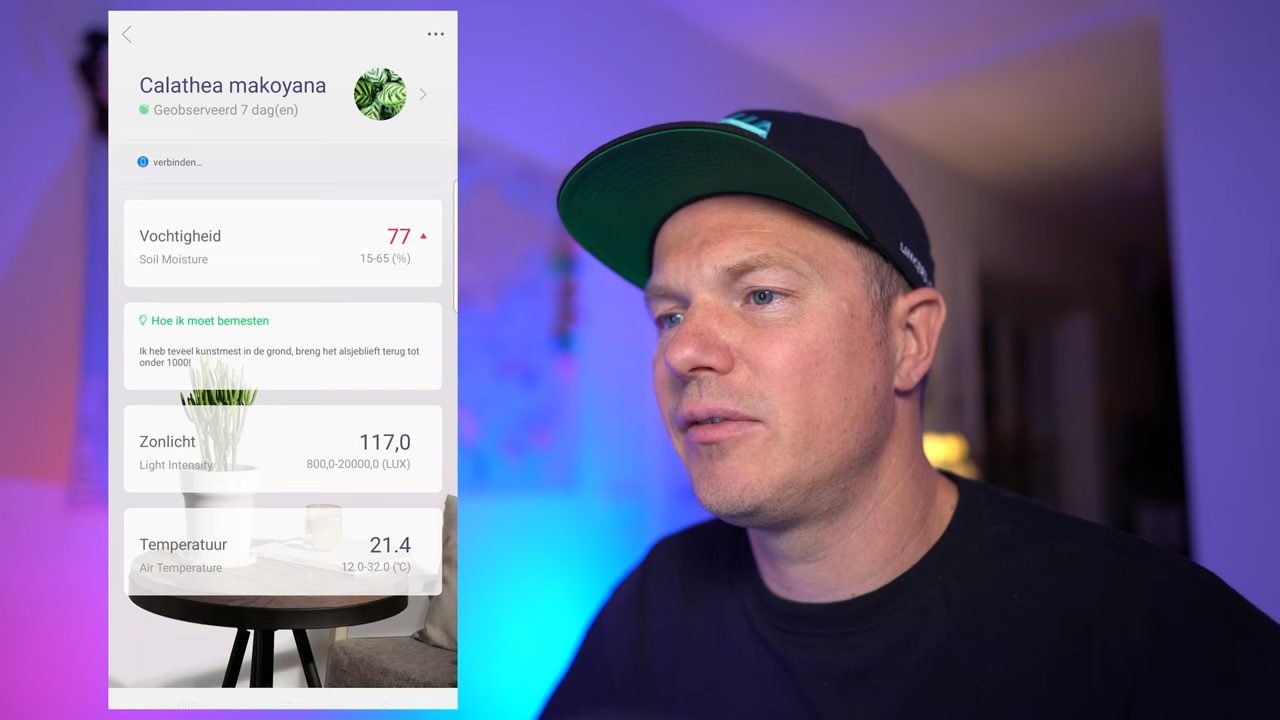 Calathea makoyana
Geobserveerd 7 dag(en)
verbinden...
Vochtigheid 77
Soil Moisture 15-65 (%)
Hoe ik moet bemesten
Ik heb teveel kunstmest in de grond, breng het alsjeblieft terug tot
onder 1000!
Zonlicht 117,0
Light Intensity 800,0-20000,0 (LUX)
Temperatuur 21.4
Air Temperature 12.0-32.0 (℃)